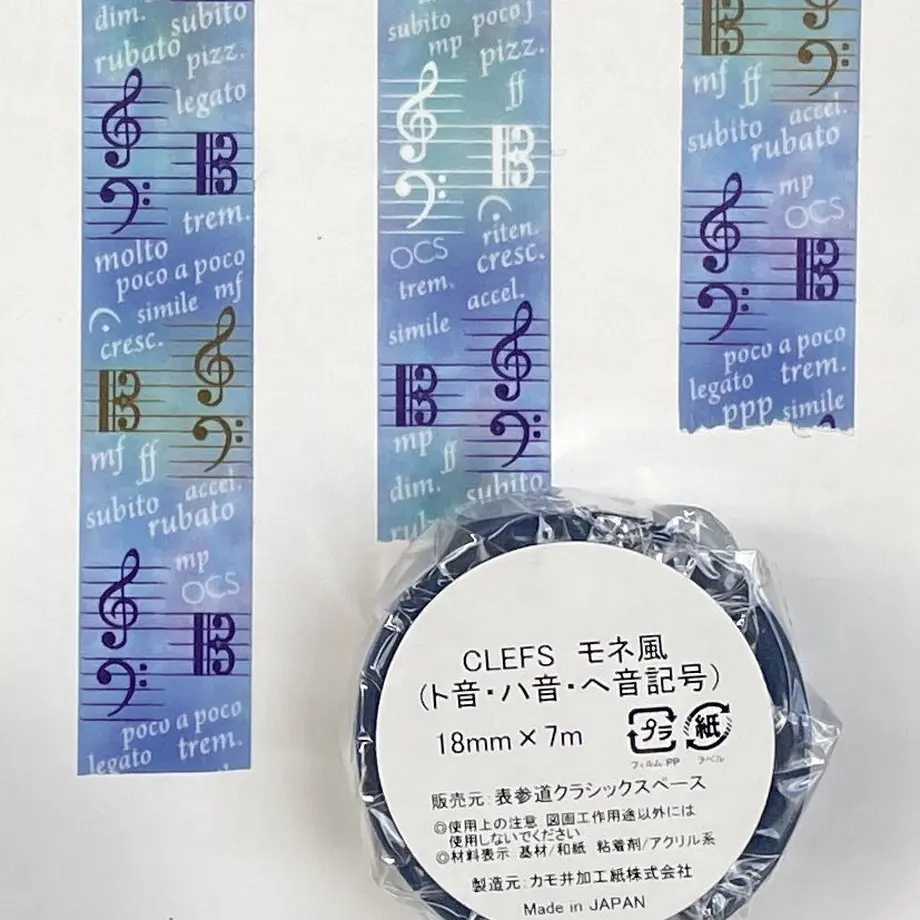 dim. subito
rubato pizz.
legato
trem.
molto
poco a poco
simile mf
cresc.
mf ff
accel.
subito
rubato
mp
OCS
poco a poco
legato trem.
subito poco
mp pizz.
ff
riten.
OCS cresc.
trem. accel.
simile
mp ff
dim. subito
mf ff
accel.
subito
rubato
mp
OCS
poco a poco
legato trem.
ppp simile
CLEFS モネ風
(ト音・ハ音・ヘ音記号)
18mm×7m
プラ 紙
フィルム:PP ラベル
販売元:表参道クラシックスペース
◎使用上の注意 図画工作用途以外には
使用しないでください
◎材料表示 基材/和紙 粘着剤/アクリル系
製造元:カモ井加工紙株式会社
Made in JAPAN